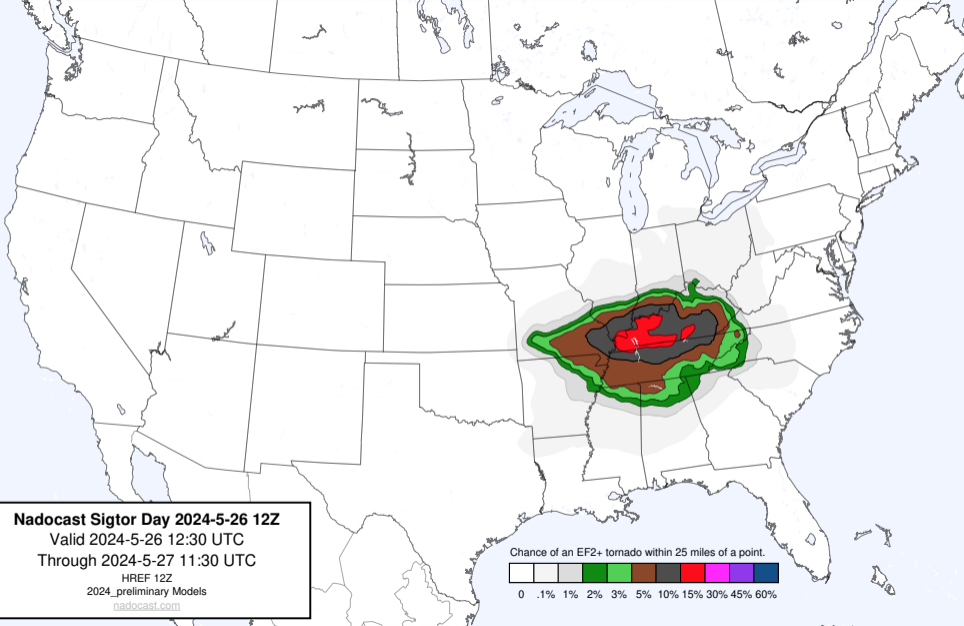 Nadocast Sigtor Day 2024-5-26 12Z
Valid 2024-5-26 12:30 UTC
Through 2024-5-27 11:30 UTC
HREF 12Z
2024_preliminary Models
nadocast.com
Chance of an EF2+ tornado within 25 miles of a point.
0 .1% 1% 2% 3% 5% 10% 15% 30% 45% 60%